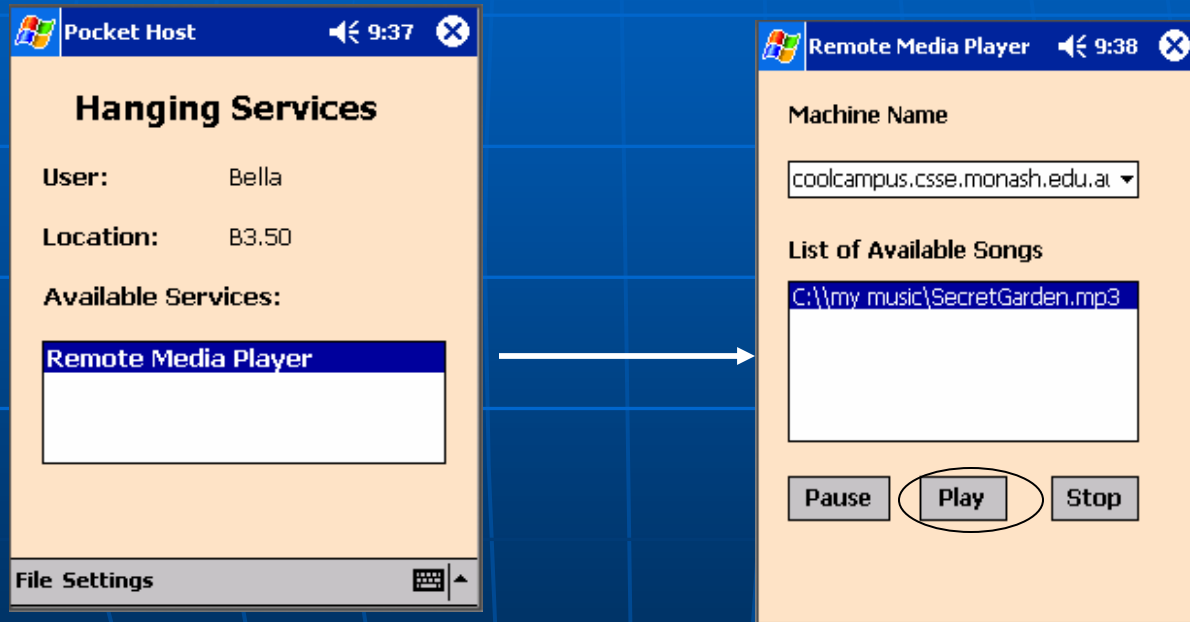 Pocket Host 9:37
Hanging Services
User: Bella
Location: B3.50
Available Services:
Remote Media Player
File Settings
Remote Media Player 9:38
Machine Name
coolcampus.csse.monash.edu.au
List of Available Songs
C:\\my music\SecretGarden.mp3
Pause Play Stop